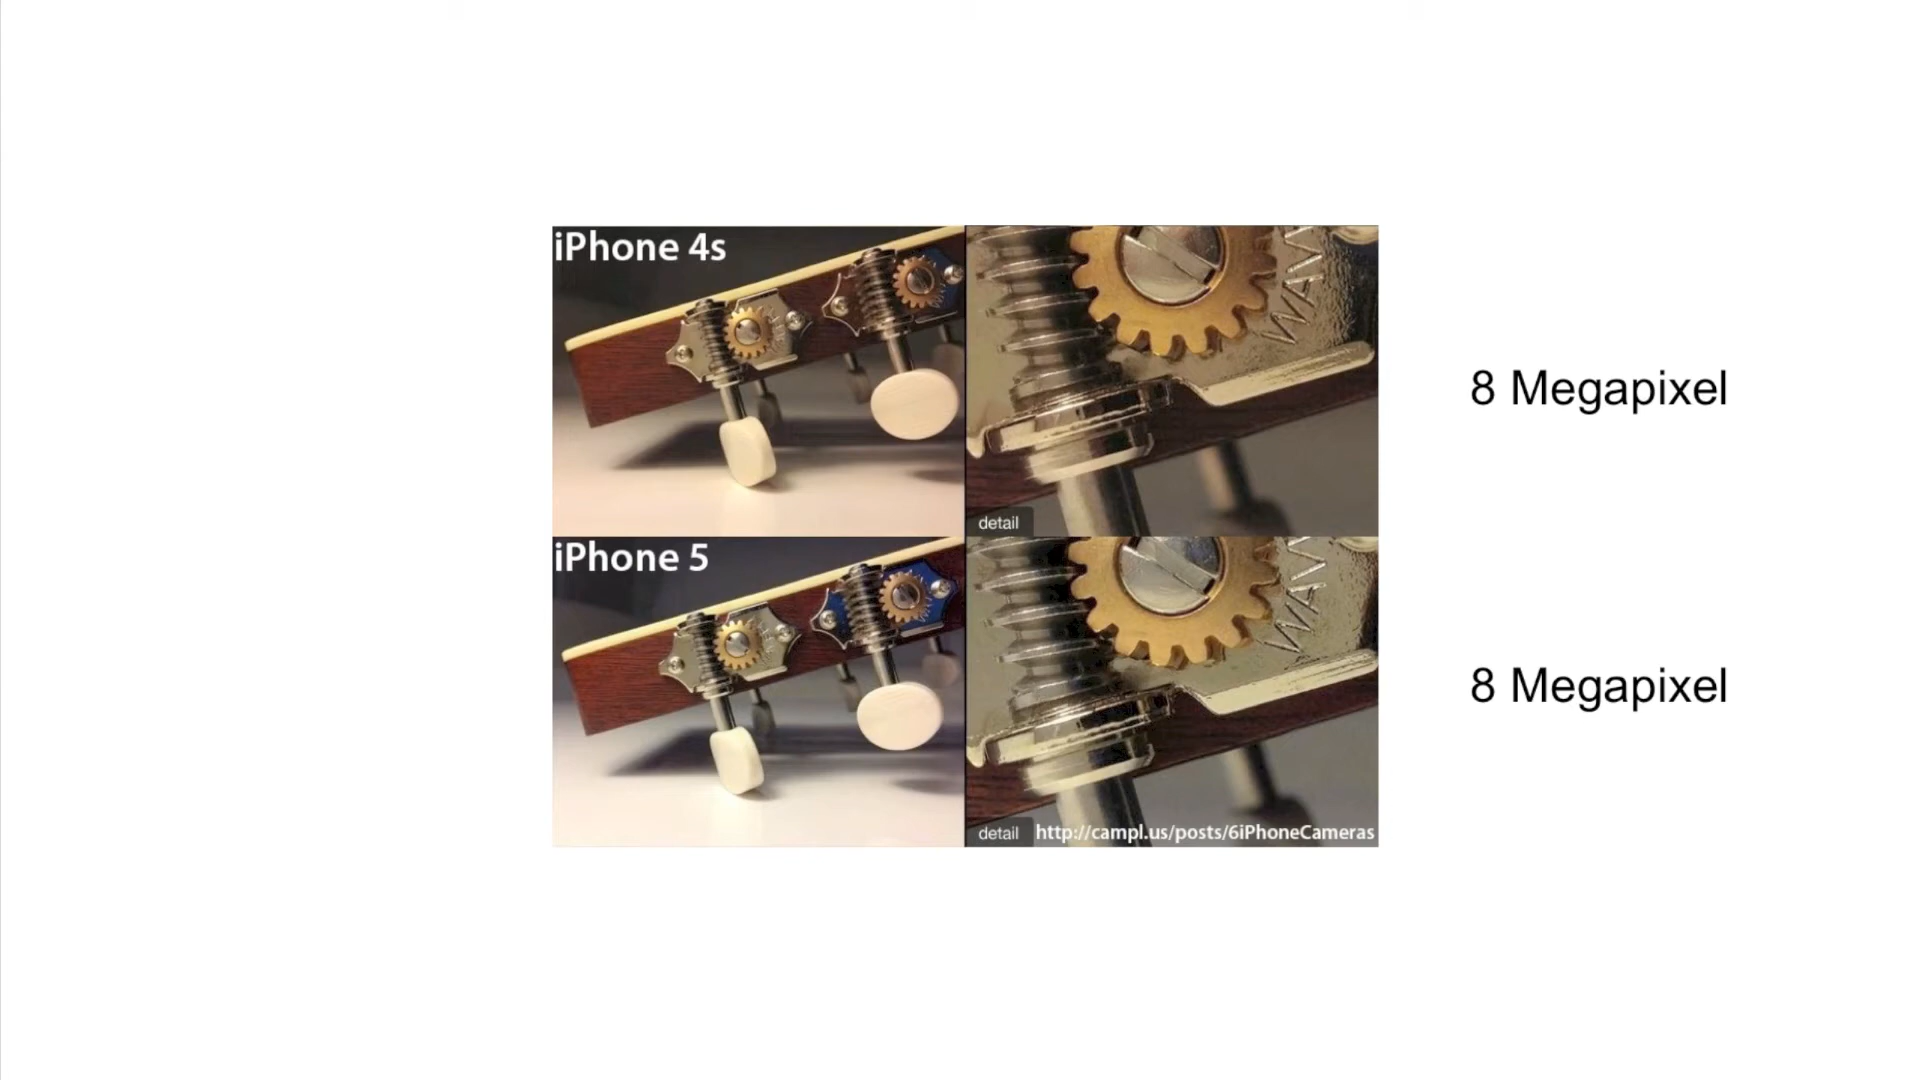 iPhone 4s
detail
8 Megapixel
iPhone 5
detail
http://campl.us/posts/6iPhoneCameras
8 Megapixel